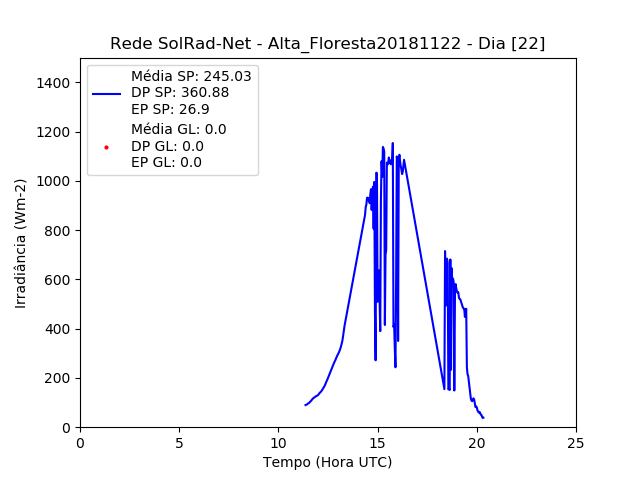 Rede SolRad-Net - Alta_Floresta20181122 - Dia [22]
Média SP: 245.03
DP SP: 360.88
EP SP: 26.9
Média GL: 0.0
DP GL: 0.0
EP GL: 0.0
1400
1200
1000
800
600
400
200
0
Irradiância (Wm-2)
0 5 10 15 20 25
Tempo (Hora UTC)